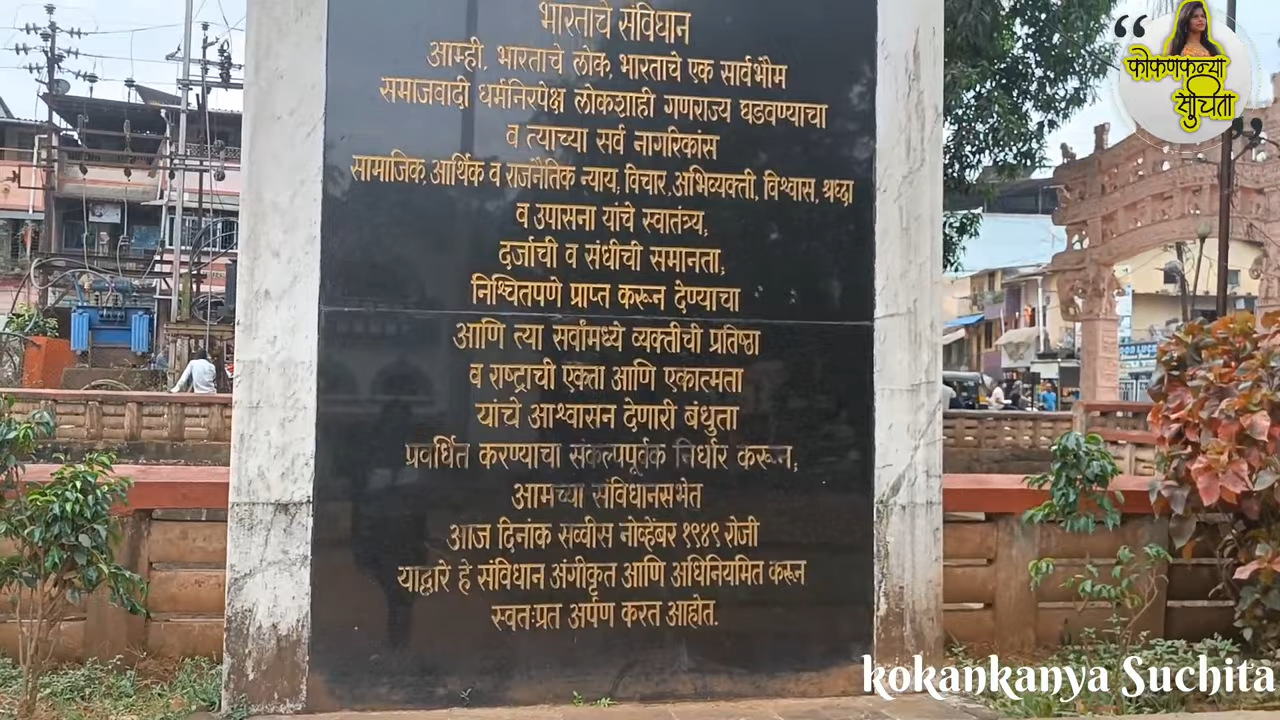 भारताचे संविधान
आम्ही, भारताचे लोक, भारताचे एक सार्वभौम
समाजवादी धर्मनिरपेक्ष लोकशाही गणराज्य घडवण्याचा
व त्याच्या सर्व नागरिकांस
सामाजिक, आर्थिक व राजनैतिक न्याय, विचार, अभिव्यक्ती, विश्वास, श्रध्दा
व उपासना यांचे स्वातंत्र्य,
दर्जाची व संधीची समानता,
निश्चितपणे प्राप्त करून देण्याचा
आणि त्या सर्वांमध्ये व्यक्तीची प्रतिष्ठा
व राष्ट्राची एकता आणि एकात्मता
यांचे आश्वासन देणारी बंधुता
प्रवर्धित करण्याचा संकल्पपूर्वक निर्धार करून,
आमच्या संविधानसभेत
आज दिनांक सव्वीस नोव्हेंबर १९४९ रोजी
याद्वारे हे संविधान अंगीकृत आणि अधिनियमित करून
स्वतःप्रत अर्पण करत आहोत.
कोकणकन्या
सुचिता
kokankanya Suchita